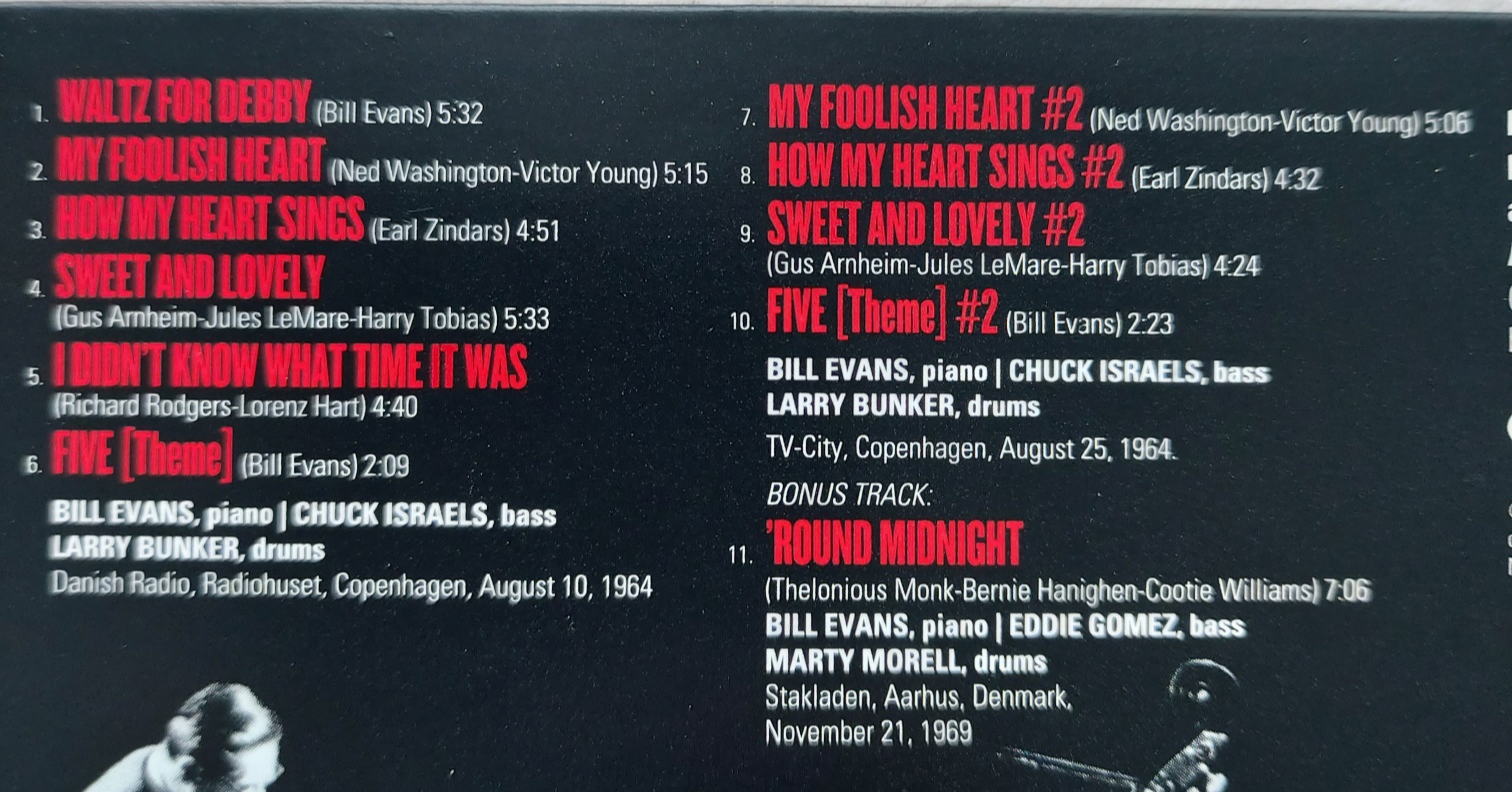 1. WALTZ FOR DEBBY (Bill Evans) 5:32
2. MY FOOLISH HEART (Ned Washington-Victor Young) 5:15
3. HOW MY HEART SINGS (Earl Zindars) 4:51
4. SWEET AND LOVELY
(Gus Arnheim-Jules LeMare-Harry Tobias) 5:33
5. I DIDN'T KNOW WHAT TIME IT WAS
(Richard Rodgers-Lorenz Hart) 4:40
6. FIVE [Theme] (Bill Evans) 2:09
BILL EVANS, piano | CHUCK ISRAELS, bass
LARRY BUNKER, drums
Danish Radio, Radiohuset, Copenhagen, August 10, 1964
7. MY FOOLISH HEART #2 (Ned Washington-Victor Young) 5:06
8. HOW MY HEART SINGS #2 (Earl Zindars) 4:32
9. SWEET AND LOVELY #2
(Gus Arnheim-Jules LeMare-Harry Tobias) 4:24
10. FIVE [Theme] #2 (Bill Evans) 2:23
BILL EVANS, piano | CHUCK ISRAELS, bass
LARRY BUNKER, drums
TV-City, Copenhagen, August 25, 1964.
BONUS TRACK:
11. 'ROUND MIDNIGHT
(Thelonious Monk-Bernie Hanighen-Cootie Williams) 7:06
BILL EVANS, piano | EDDIE GOMEZ, bass
MARTY MORELL, drums
Stakladen, Aarhus, Denmark,
November 21, 1969